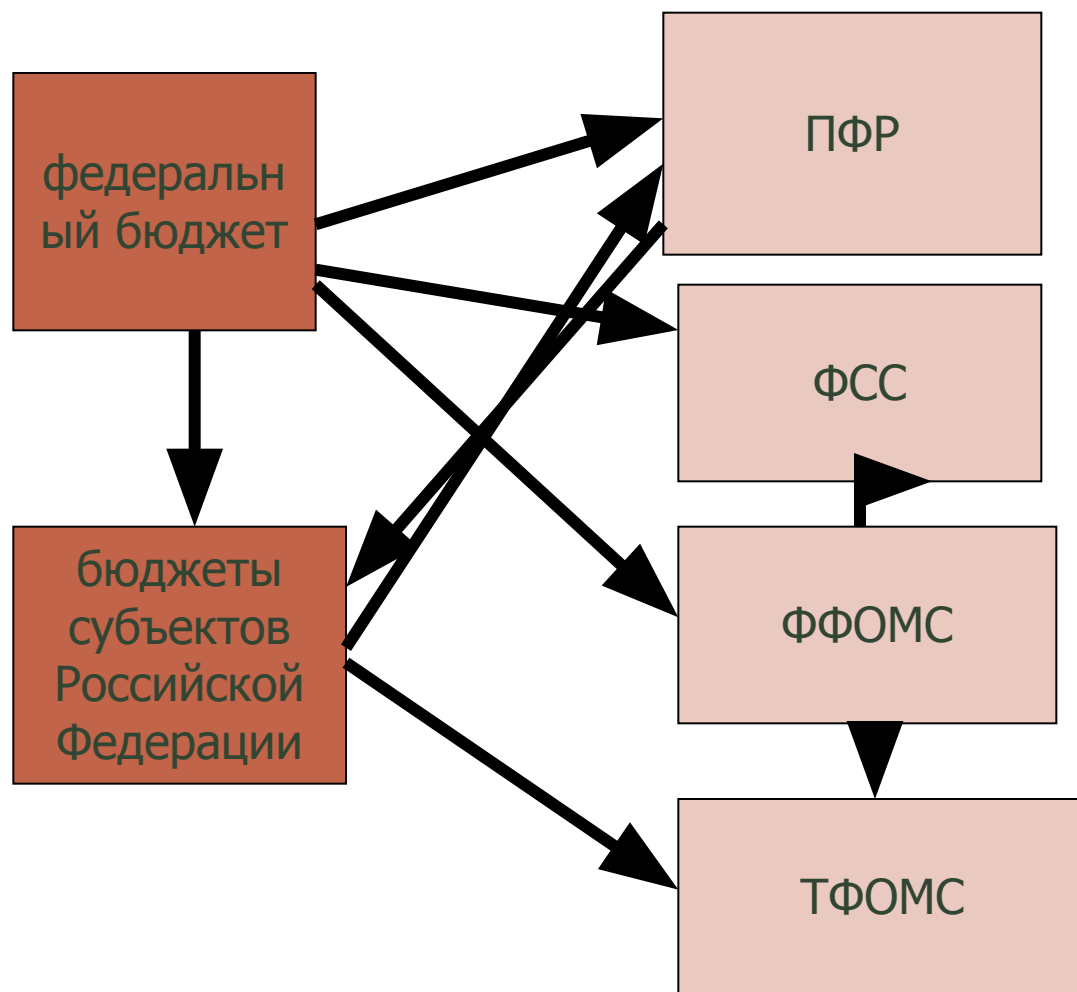 федеральн
ый бюджет
бюджеты
субъектов
Российской
Федерации
ПФР
ФСС
ФФОМС
ТФОМС